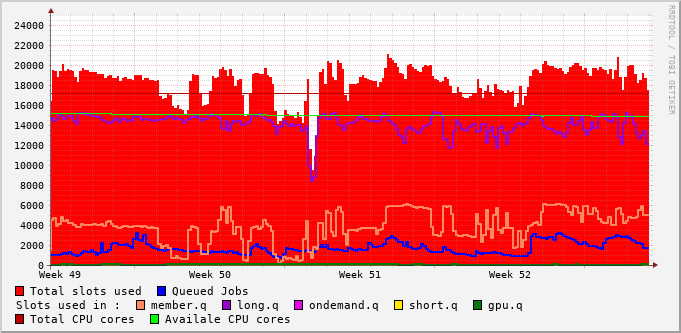 24000
22000
20000
18000
16000
14000
12000
10000
8000
6000
4000
2000
0
Week 49 Week 50 Week 51 Week 52
RRDTOOL / TOBI OETIKER
Total slots used Queued Jobs
Slots used in : member.q long.q ondemand.q short.q gpu.q
Total CPU cores Availale CPU cores